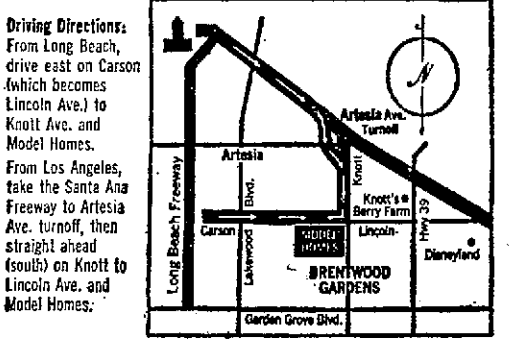 Driving Directions:
From Long Beach,
drive east on Carson
(which becomes
Lincoln Ave.) to
Knott Ave. and
Model Homes.
From Los Angeles,
take the Santa Ana
Freeway to Artesia
Ave. turnoff, then
straight ahead
(south) on Knott to
Lincoln Ave. and
Model Homes.
N
Artesia Ave.
Turnoff
Artesia
Knott
Long Beach Freeway
Lakewood Blvd.
Knott's
Berry Farm
Hwy 39
Carson
MODEL
HOMES
Lincoln
Disneyland
BRENTWOOD
GARDENS
Garden Grove Blvd.